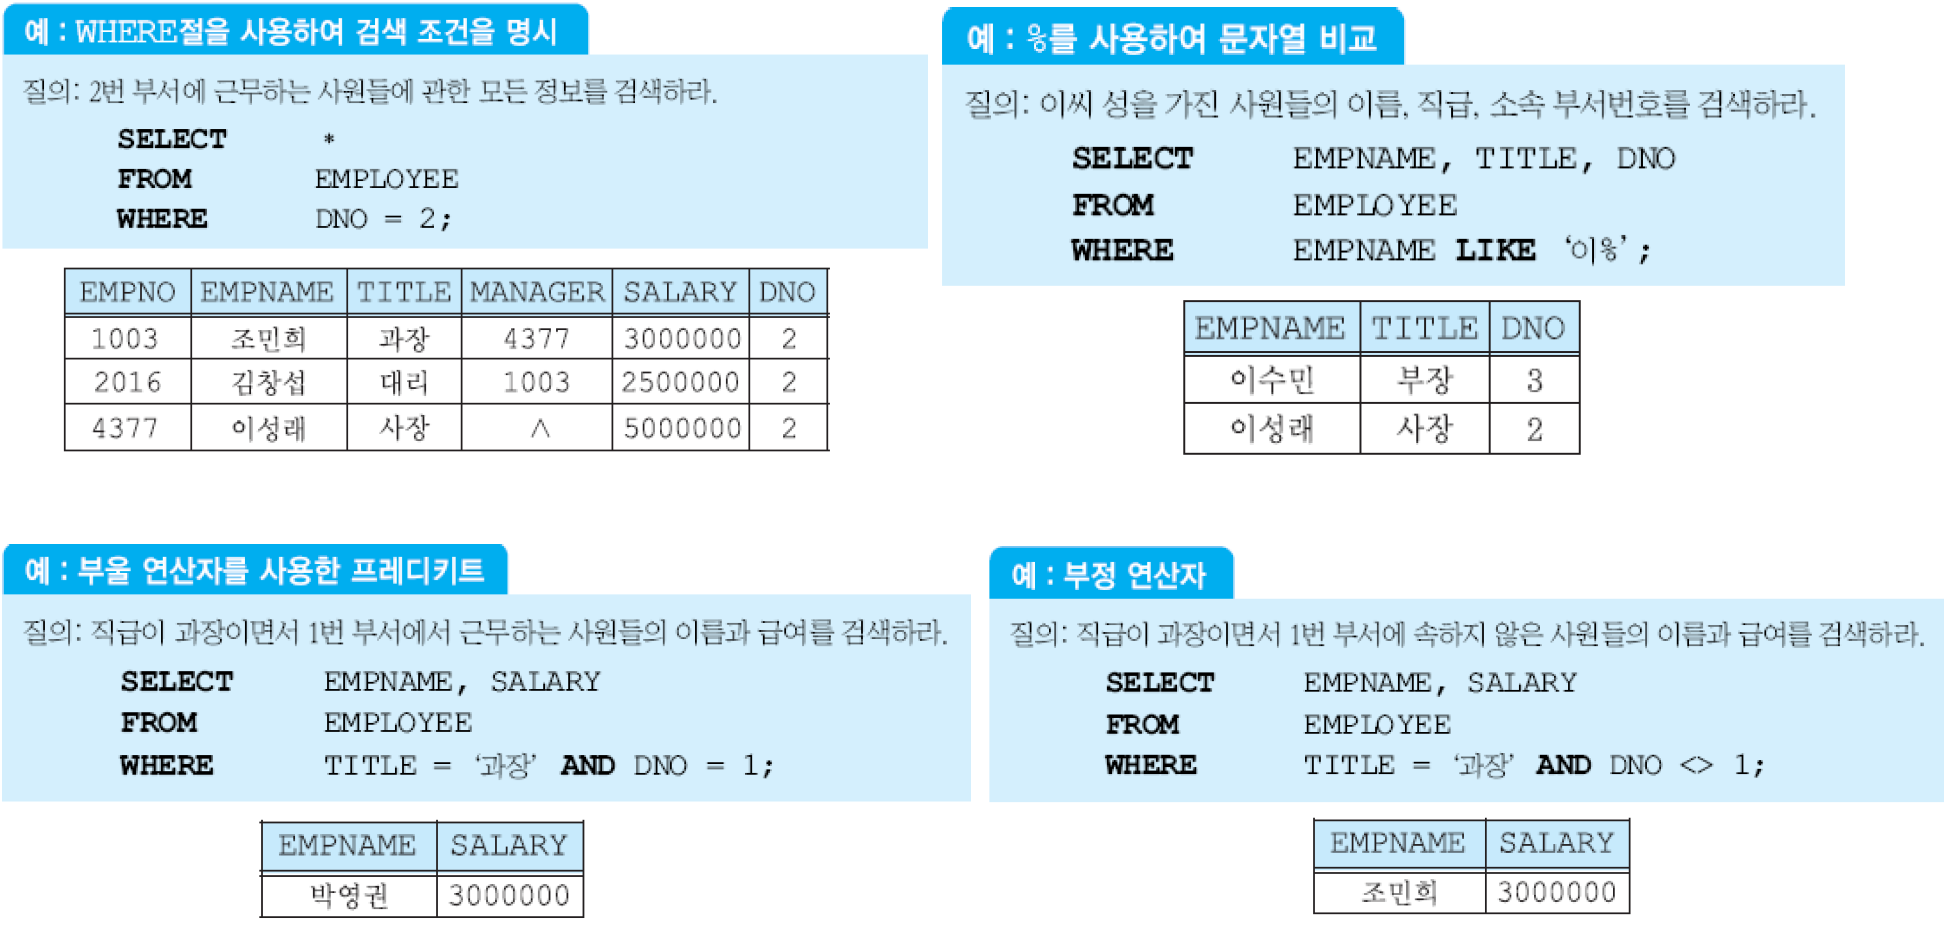 예 : WHERE절을 사용하여 검색 조건을 명시
질의: 2번 부서에 근무하는 사원들에 관한 모든 정보를 검색하라.
SELECT *
FROM EMPLOYEE
WHERE DNO = 2;
EMPNO EMPNAME TITLE MANAGER SALARY DNO
1003 조민희 과장 4377 3000000 2
2016 김창섭 대리 1003 2500000 2
4377 이성래 사장 ∧ 5000000 2
예 : %를 사용하여 문자열 비교
질의: 이씨 성을 가진 사원들의 이름, 직급, 소속 부서번호를 검색하라.
SELECT EMPNAME, TITLE, DNO
FROM EMPLOYEE
WHERE EMPNAME LIKE ‘이%’;
EMPNAME TITLE DNO
이수민 부장 3
이성래 사장 2
예 : 부울 연산자를 사용한 프레디키트
질의: 직급이 과장이면서 1번 부서에서 근무하는 사원들의 이름과 급여를 검색하라.
SELECT EMPNAME, SALARY
FROM EMPLOYEE
WHERE TITLE = ‘과장’ AND DNO = 1;
EMPNAME SALARY
박영권 3000000
예 : 부정 연산자
질의: 직급이 과장이면서 1번 부서에 속하지 않은 사원들의 이름과 급여를 검색하라.
SELECT EMPNAME, SALARY
FROM EMPLOYEE
WHERE TITLE = ‘과장’ AND DNO <> 1;
EMPNAME SALARY
조민희 3000000